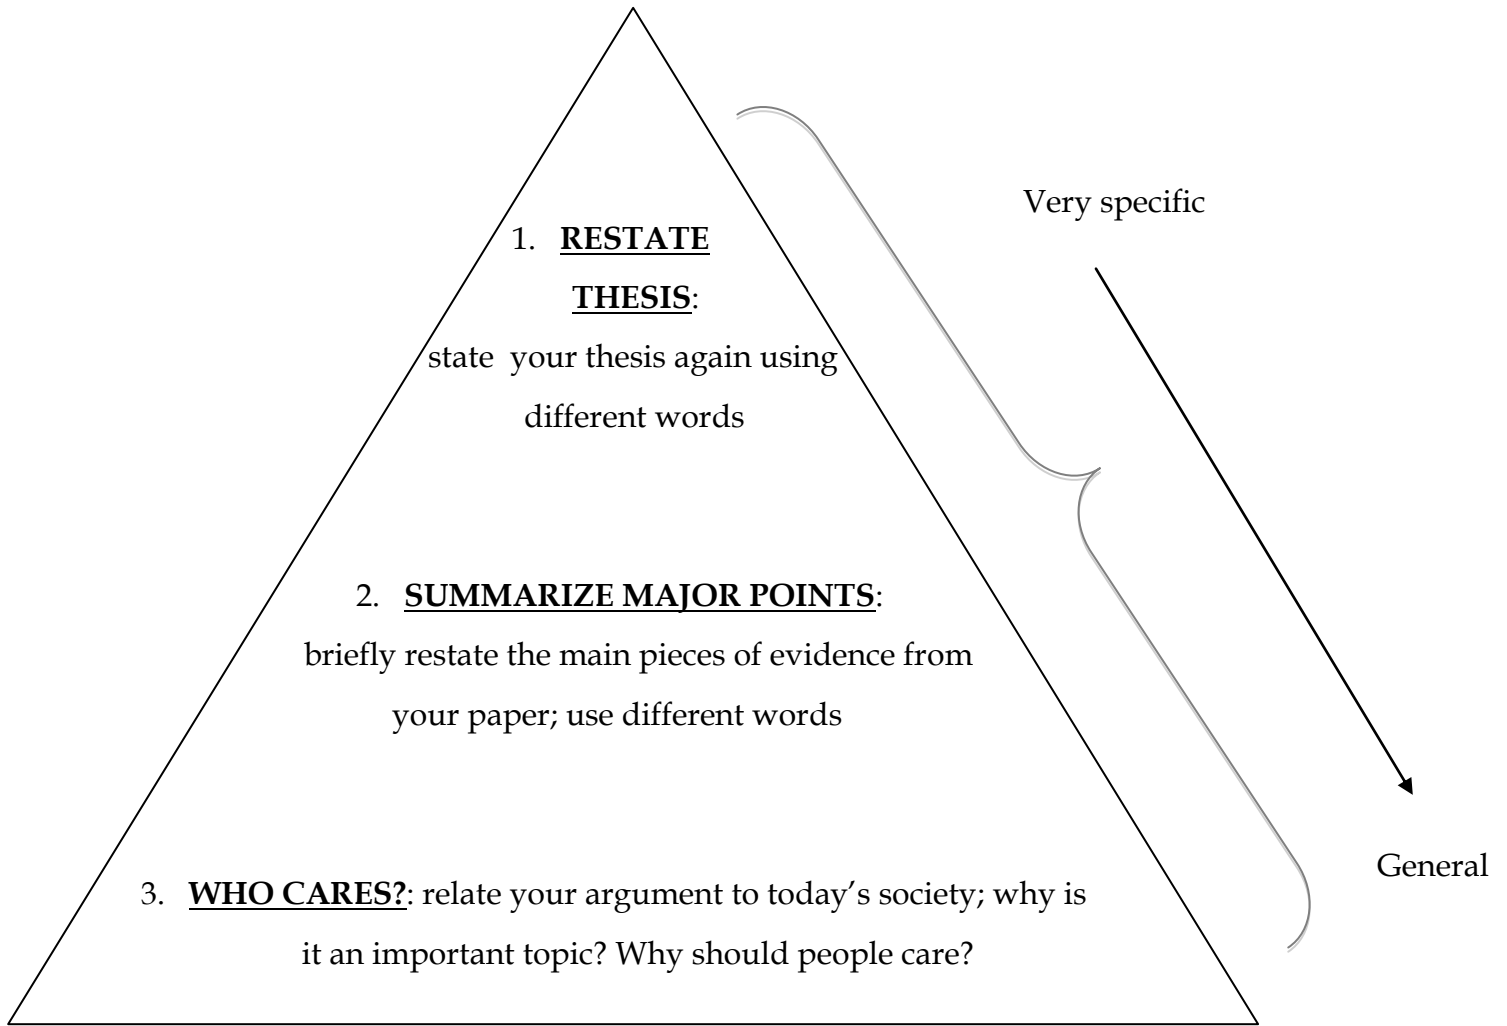 Very specific
1. RESTATE
THESIS:
state your thesis again using
different words
2. SUMMARIZE MAJOR POINTS:
briefly restate the main pieces of evidence from
your paper; use different words
General
3. WHO CARES?: relate your argument to today’s society; why is
it an important topic? Why should people care?